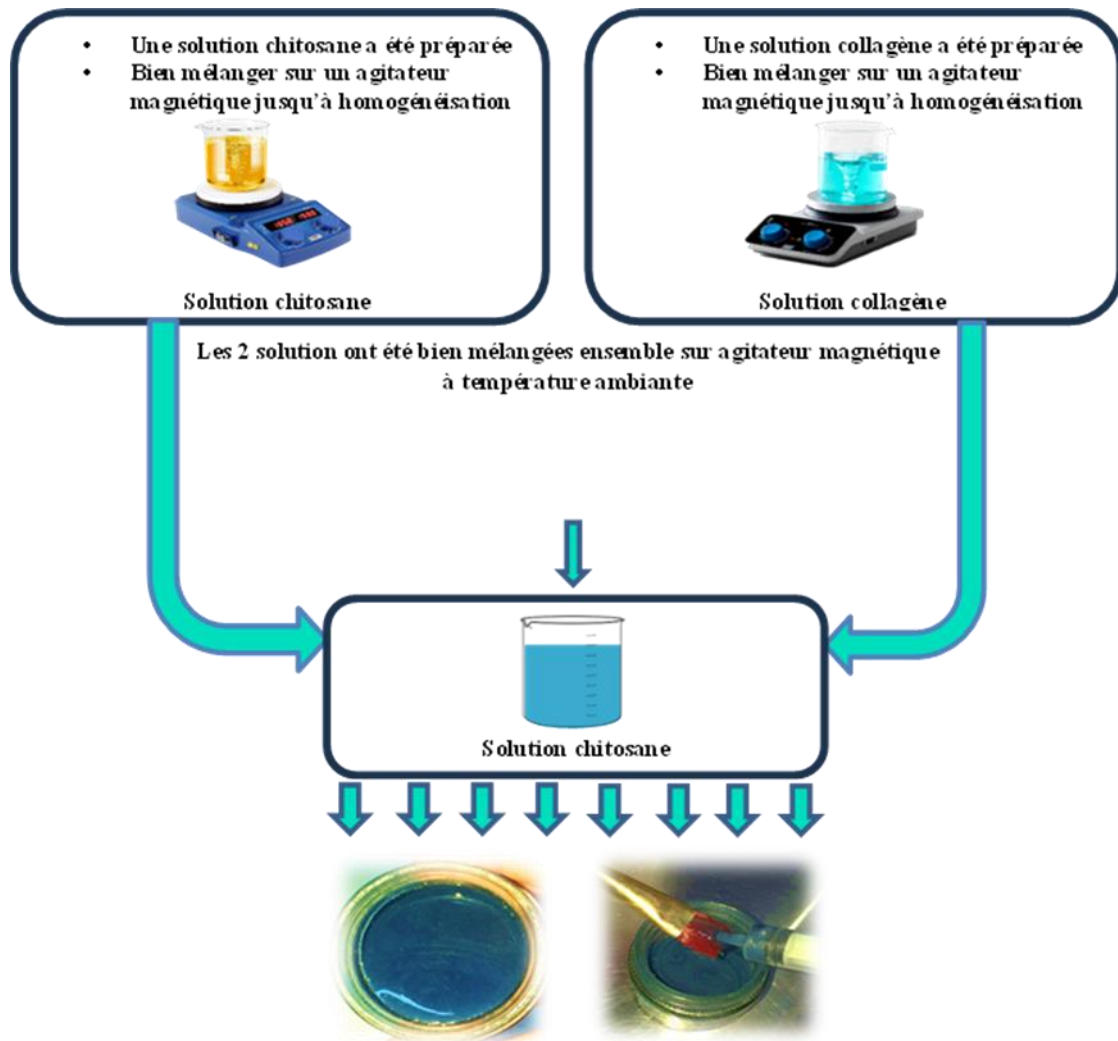 • Une solution chitosane a été préparée
• Bien mélanger sur un agitateur
magnétique jusqu’à homogénéisation
Solution chitosane
• Une solution collagène a été préparée
• Bien mélanger sur un agitateur
magnétique jusqu’à homogénéisation
Solution collagène
Les 2 solution ont été bien mélangées ensemble sur agitateur magnétique
à température ambiante
Solution chitosane